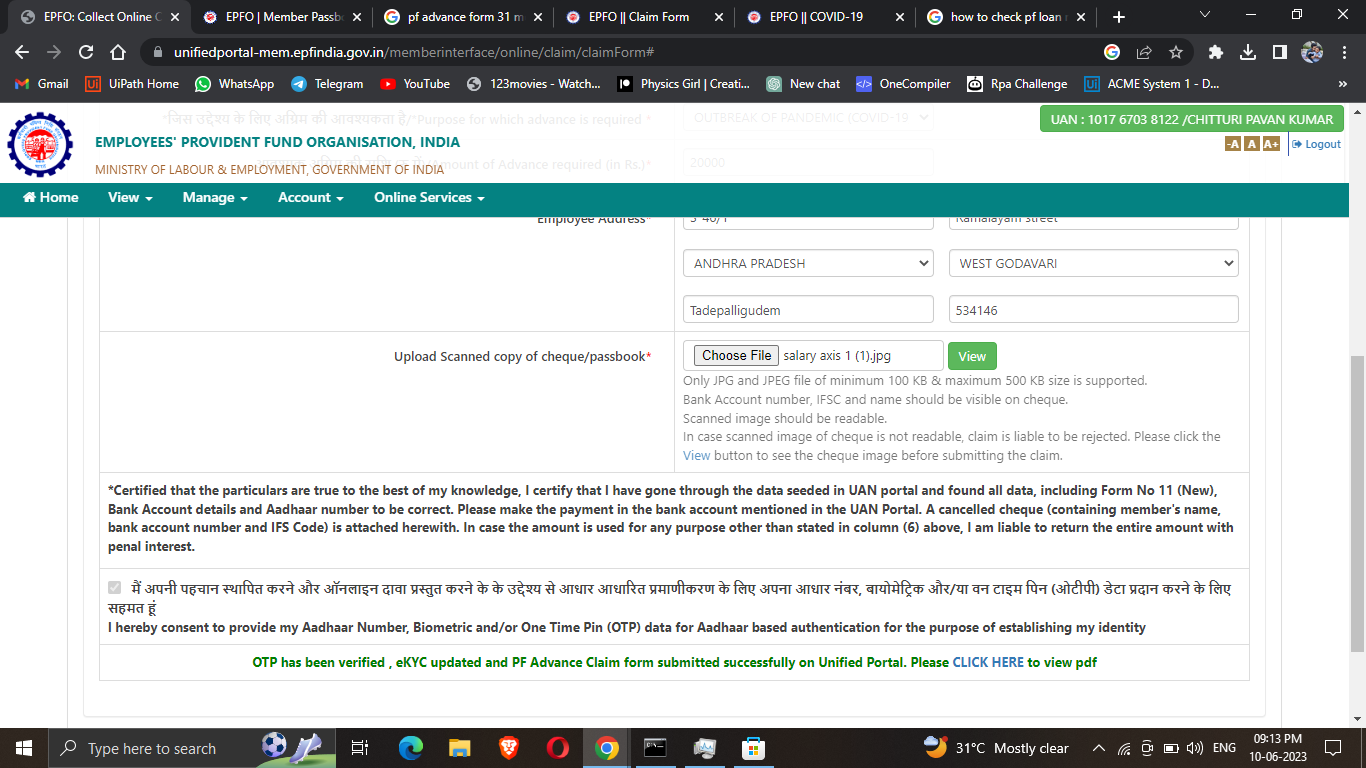 EPFO: Collect Online C
EPFO | Member Passb
pf advance form 31 m
EPFO || Claim Form
EPFO || COVID-19
how to check pf loan
unifiedportal-mem.epfindia.gov.in/memberinterface/online/claim/claimForm#
Gmail
UiPath Home
WhatsApp
Telegram
YouTube
123movies - Watch...
Physics Girl | Creati...
New chat
OneCompiler
Rpa Challenge
ACME System 1 - D...
»
*जिस उद्देश्य के लिए अग्रिम की आवश्यकता है/*Purpose for which advance is required *
OUTBREAK OF PANDEMIC (COVID-19
UAN : 1017 6703 8122 /CHITTURI PAVAN KUMAR
EMPLOYEES' PROVIDENT FUND ORGANISATION, INDIA
-A A A+
Logout
Amount of Advance required (in Rs.)*
20000
MINISTRY OF LABOUR & EMPLOYMENT, GOVERNMENT OF INDIA
Home View Manage Account Online Services
Employee Address*
Ramalayam street
ANDHRA PRADESH
WEST GODAVARI
Tadepalligudem
534146
Upload Scanned copy of cheque/passbook*
Choose File salary axis 1 (1).jpg
View
Only JPG and JPEG file of minimum 100 KB & maximum 500 KB size is supported.
Bank Account number, IFSC and name should be visible on cheque.
Scanned image should be readable.
In case scanned image of cheque is not readable, claim is liable to be rejected. Please click the
View button to see the cheque image before submitting the claim.
*Certified that the particulars are true to the best of my knowledge, I certify that I have gone through the data seeded in UAN portal and found all data, including Form No 11 (New),
Bank Account details and Aadhaar number to be correct. Please make the payment in the bank account mentioned in the UAN Portal. A cancelled cheque (containing member's name,
bank account number and IFS Code) is attached herewith. In case the amount is used for any purpose other than stated in column (6) above, I am liable to return the entire amount with
penal interest.
मैं अपनी पहचान स्थापित करने और ऑनलाइन दावा प्रस्तुत करने के के उद्देश्य से आधार आधारित प्रमाणीकरण के लिए अपना आधार नंबर, बायोमेट्रिक और/या वन टाइम पिन (ओटीपी) डेटा प्रदान करने के लिए
सहमत हूं
I hereby consent to provide my Aadhaar Number, Biometric and/or One Time Pin (OTP) data for Aadhaar based authentication for the purpose of establishing my identity
OTP has been verified , eKYC updated and PF Advance Claim form submitted successfully on Unified Portal. Please CLICK HERE to view pdf
Type here to search
31°C Mostly clear
ENG
09:13 PM
10-06-2023